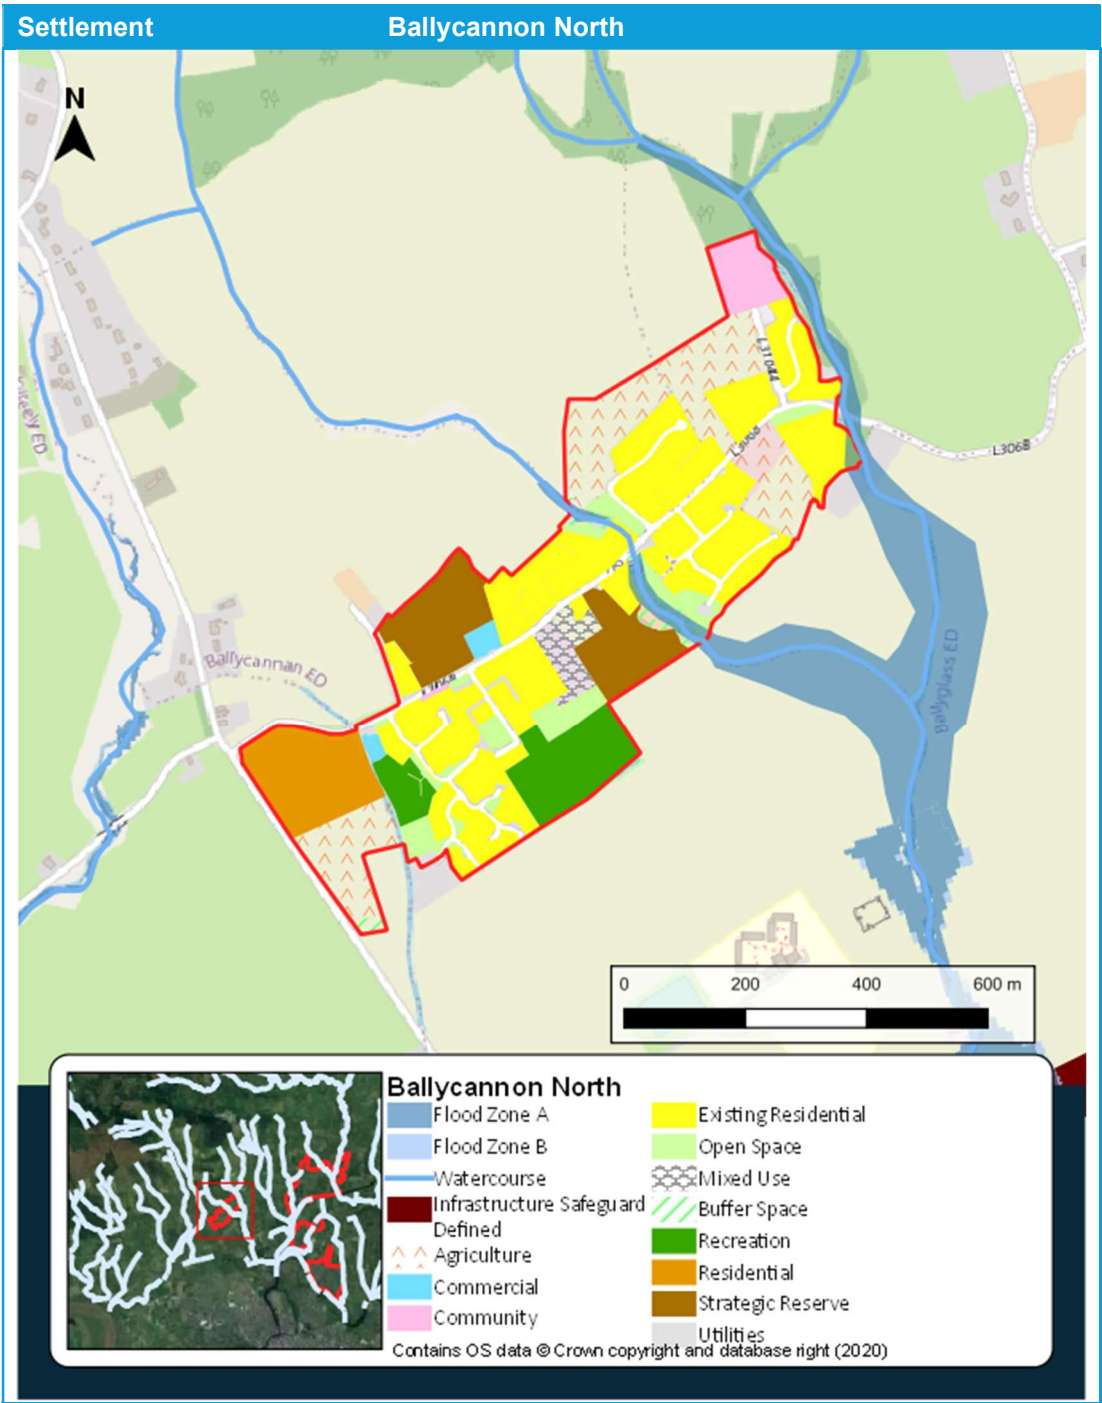 Settlement Ballycannon North
N
L31044
L3068
L3068
Ballycannan ED
Ballyglass ED
0 200 400 600 m
Ballycannon North
Flood Zone A
Flood Zone B
Watercourse
Infrastructure Safeguard
Defined
Agriculture
Commercial
Community
Existing Residential
Open Space
Mixed Use
Buffer Space
Recreation
Residential
Strategic Reserve
Utilities
Contains OS data © Crown copyright and database right (2020)